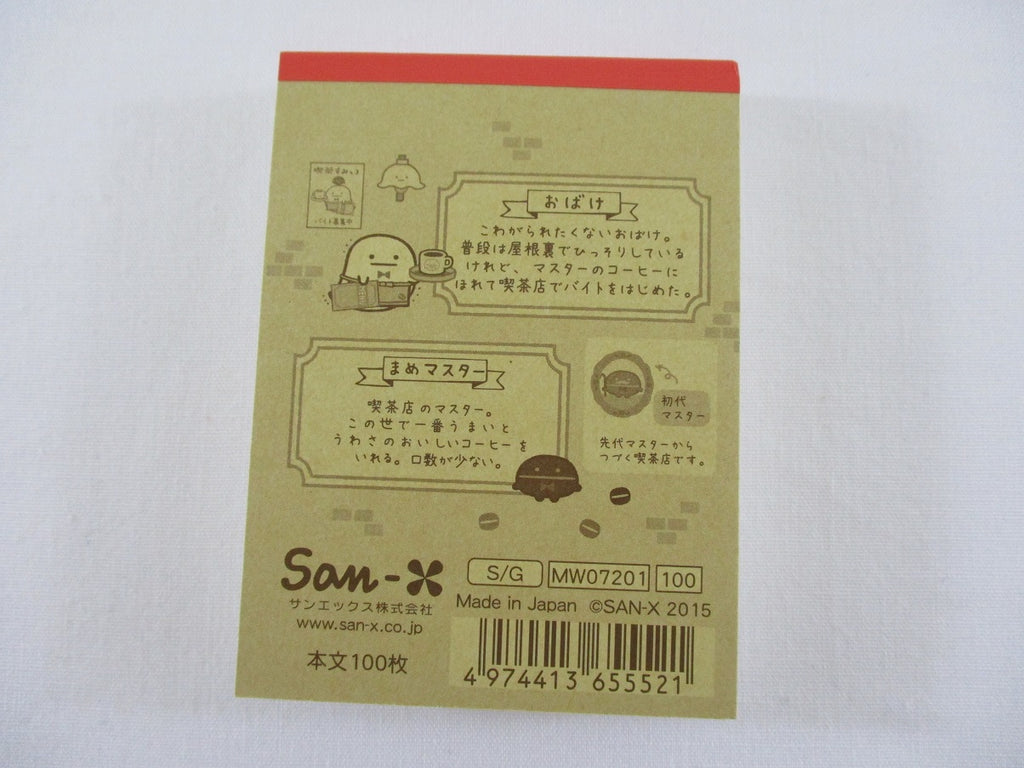 喫茶すみっコ
バイト募集中
おばけ
こわがられたくないおばけ。
普段は屋根裏でひっそりしている
けれど、マスターのコーヒーに
ほれて喫茶店でバイトをはじめた。
まめマスター
喫茶店のマスター。
この世で一番うまいと
うわさのおいしいコーヒーを
いれる。口数が少ない。
初代
マスター
先代マスターから
つづく喫茶店です。
San-X
サンエックス株式会社
www.san-x.co.jp
本文100枚
S/G MW07201 100
Made in Japan ©SAN-X 2015
4 974413 655521